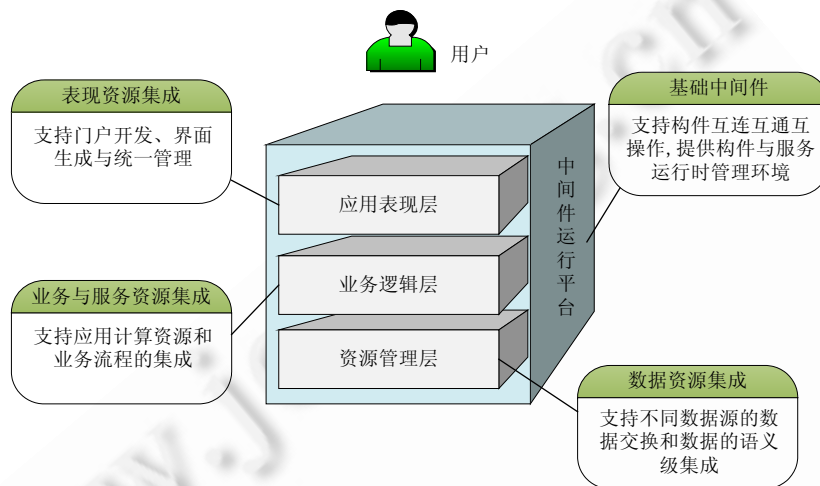 用户
表现资源集成
支持门户开发、界面
生成与统一管理
基础中间件
支持构件互连互通互
操作,提供构件与服务
运行时管理环境
中间件运行平台
应用表现层
业务逻辑层
资源管理层
业务与服务资源集成
支持应用计算资源和
业务流程的集成
数据资源集成
支持不同数据源的数
据交换和数据的语义
级集成